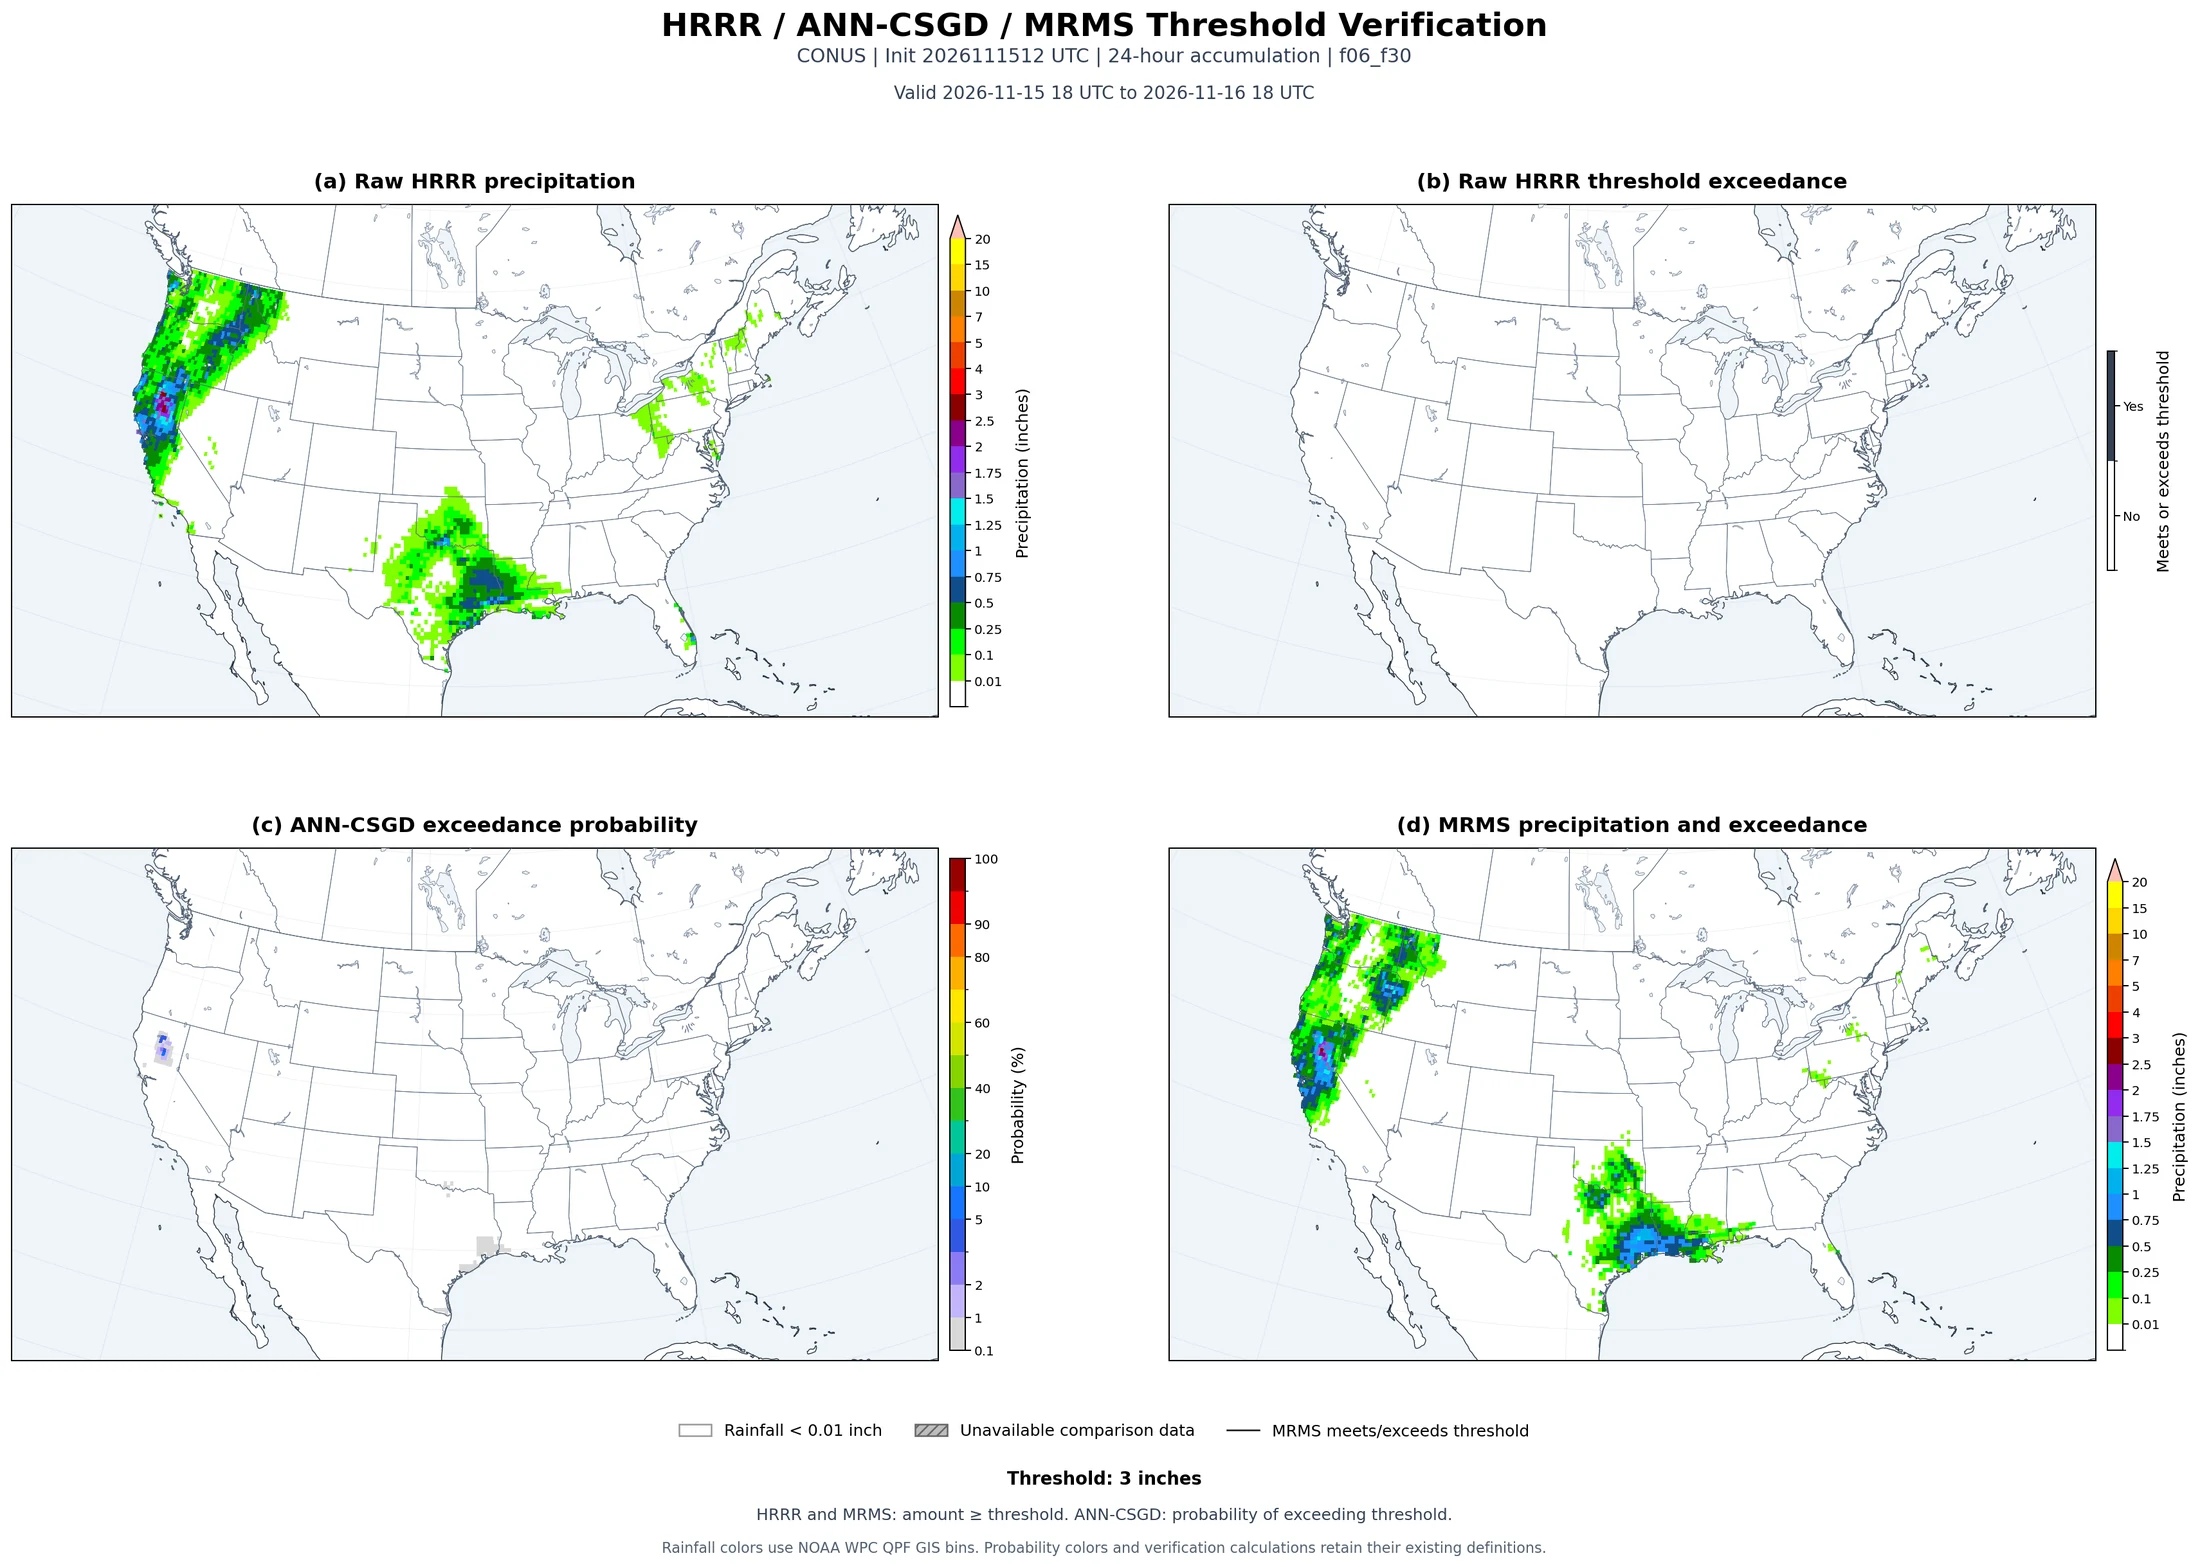 HRRR / ANN-CSGD / MRMS Threshold Verification
CONUS | Init 2026111512 UTC | 24-hour accumulation | f06_f30
Valid 2026-11-15 18 UTC to 2026-11-16 18 UTC
(a) Raw HRRR precipitation
20
15
10
7
5
4
3
2.5
2
1.75
1.5
1.25
1
0.75
0.5
0.25
0.1
0.01
Precipitation (inches)
(b) Raw HRRR threshold exceedance
Yes
No
Meets or exceeds threshold
(c) ANN-CSGD exceedance probability
100
90
80
60
40
20
10
5
2
1
0.1
Probability (%)
(d) MRMS precipitation and exceedance
20
15
10
7
5
4
3
2.5
2
1.75
1.5
1.25
1
0.75
0.5
0.25
0.1
0.01
Precipitation (inches)
Rainfall < 0.01 inch
Unavailable comparison data
MRMS meets/exceeds threshold
Threshold: 3 inches
HRRR and MRMS: amount ≥ threshold. ANN-CSGD: probability of exceeding threshold.
Rainfall colors use NOAA WPC QPF GIS bins. Probability colors and verification calculations retain their existing definitions.